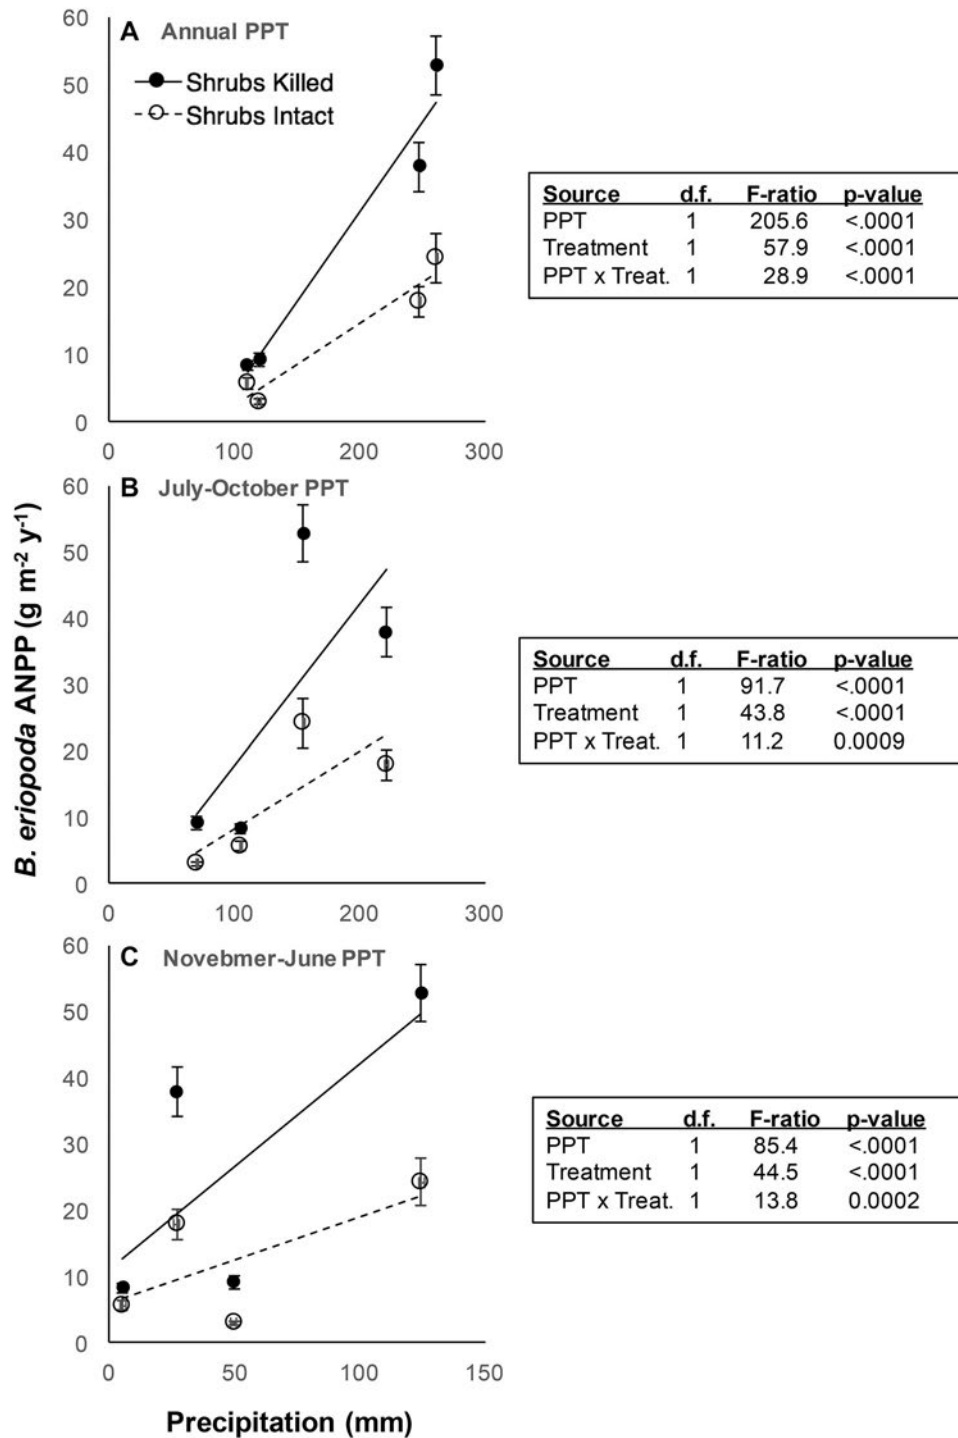 A Annual PPT
60
50
40
30
20
10
0
Shrubs Killed
Shrubs Intact
0 100 200 300
Source d.f. F-ratio p-value
PPT 1 205.6 <.0001
Treatment 1 57.9 <.0001
PPT x Treat. 1 28.9 <.0001
B. eriopoda ANPP (g m-2 y-1)
B July-October PPT
60
50
40
30
20
10
0
0 100 200 300
Source d.f. F-ratio p-value
PPT 1 91.7 <.0001
Treatment 1 43.8 <.0001
PPT x Treat. 1 11.2 0.0009
C Novebmer-June PPT
60
50
40
30
20
10
0
0 50 100 150
Source d.f. F-ratio p-value
PPT 1 85.4 <.0001
Treatment 1 44.5 <.0001
PPT x Treat. 1 13.8 0.0002
Precipitation (mm)